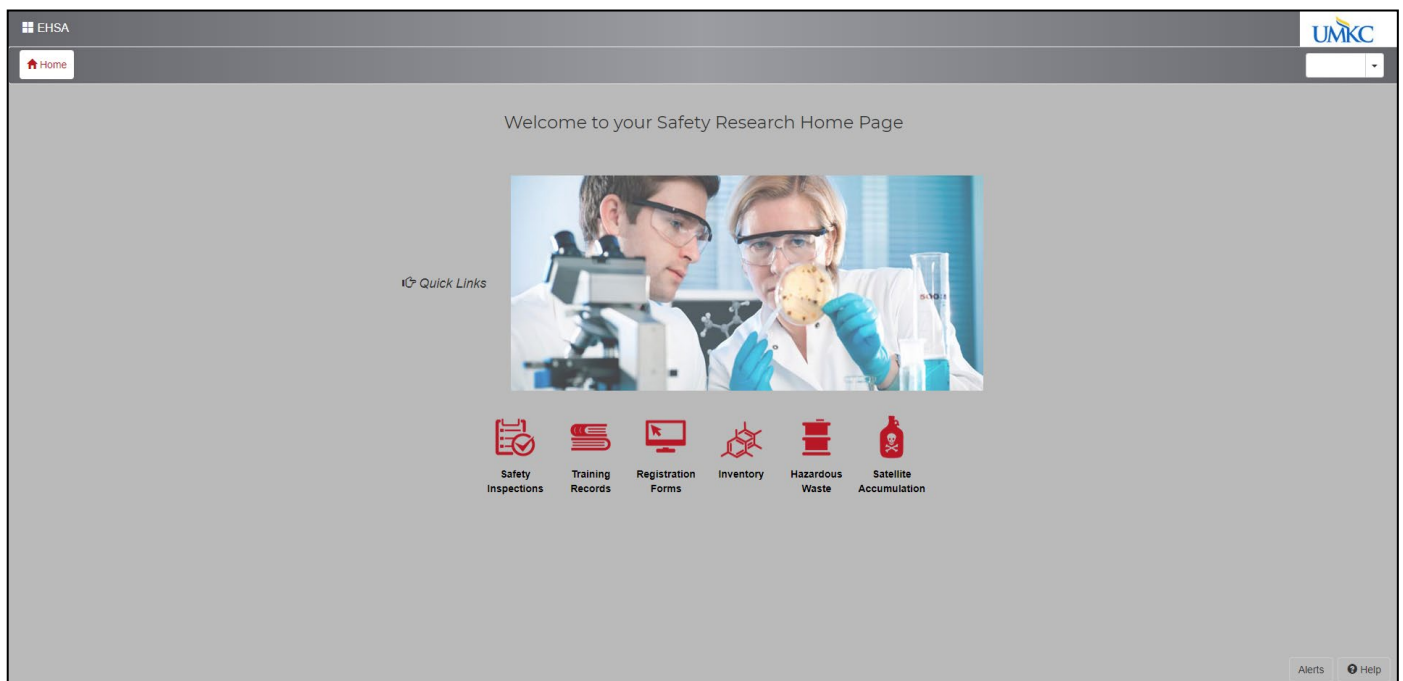 EHSA
UMKC
Home
Welcome to your Safety Research Home Page
Quick Links
Safety
Inspections
Training
Records
Registration
Forms
Inventory
Hazardous
Waste
Satellite
Accumulation
Alerts
Help